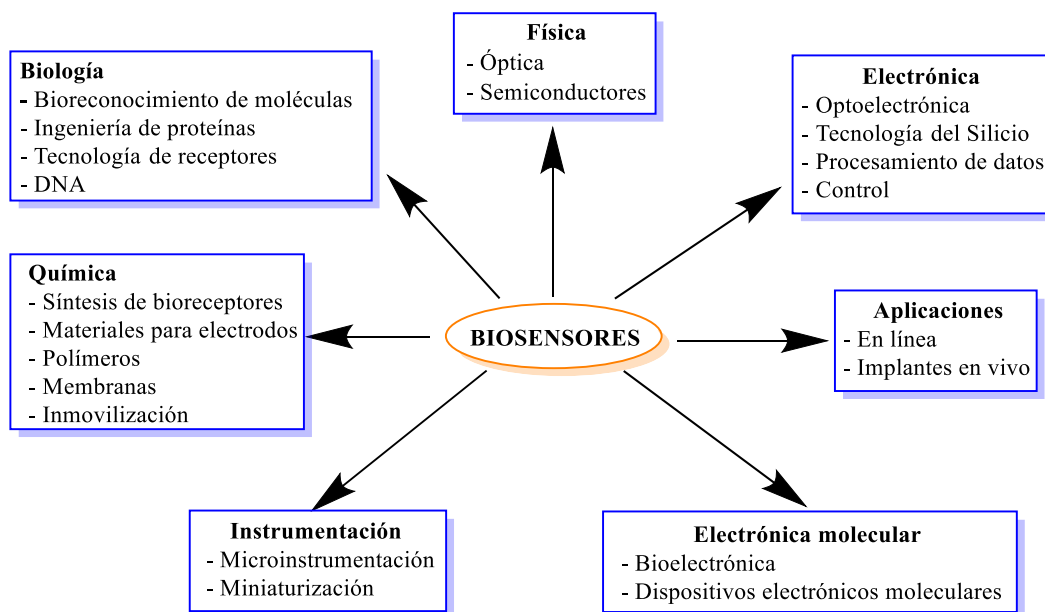 Física
- Óptica
- Semiconductores
Biología
- Bioreconocimiento de moléculas
- Ingeniería de proteínas
- Tecnología de receptores
- DNA
Electrónica
- Optoelectrónica
- Tecnología del Silicio
- Procesamiento de datos
- Control
Química
- Síntesis de bioreceptores
- Materiales para electrodos
- Polímeros
- Membranas
- Inmovilización
BIOSENSORES
Aplicaciones
- En línea
- Implantes en vivo
Instrumentación
- Microinstrumentación
- Miniaturización
Electrónica molecular
- Bioelectrónica
- Dispositivos electrónicos moleculares